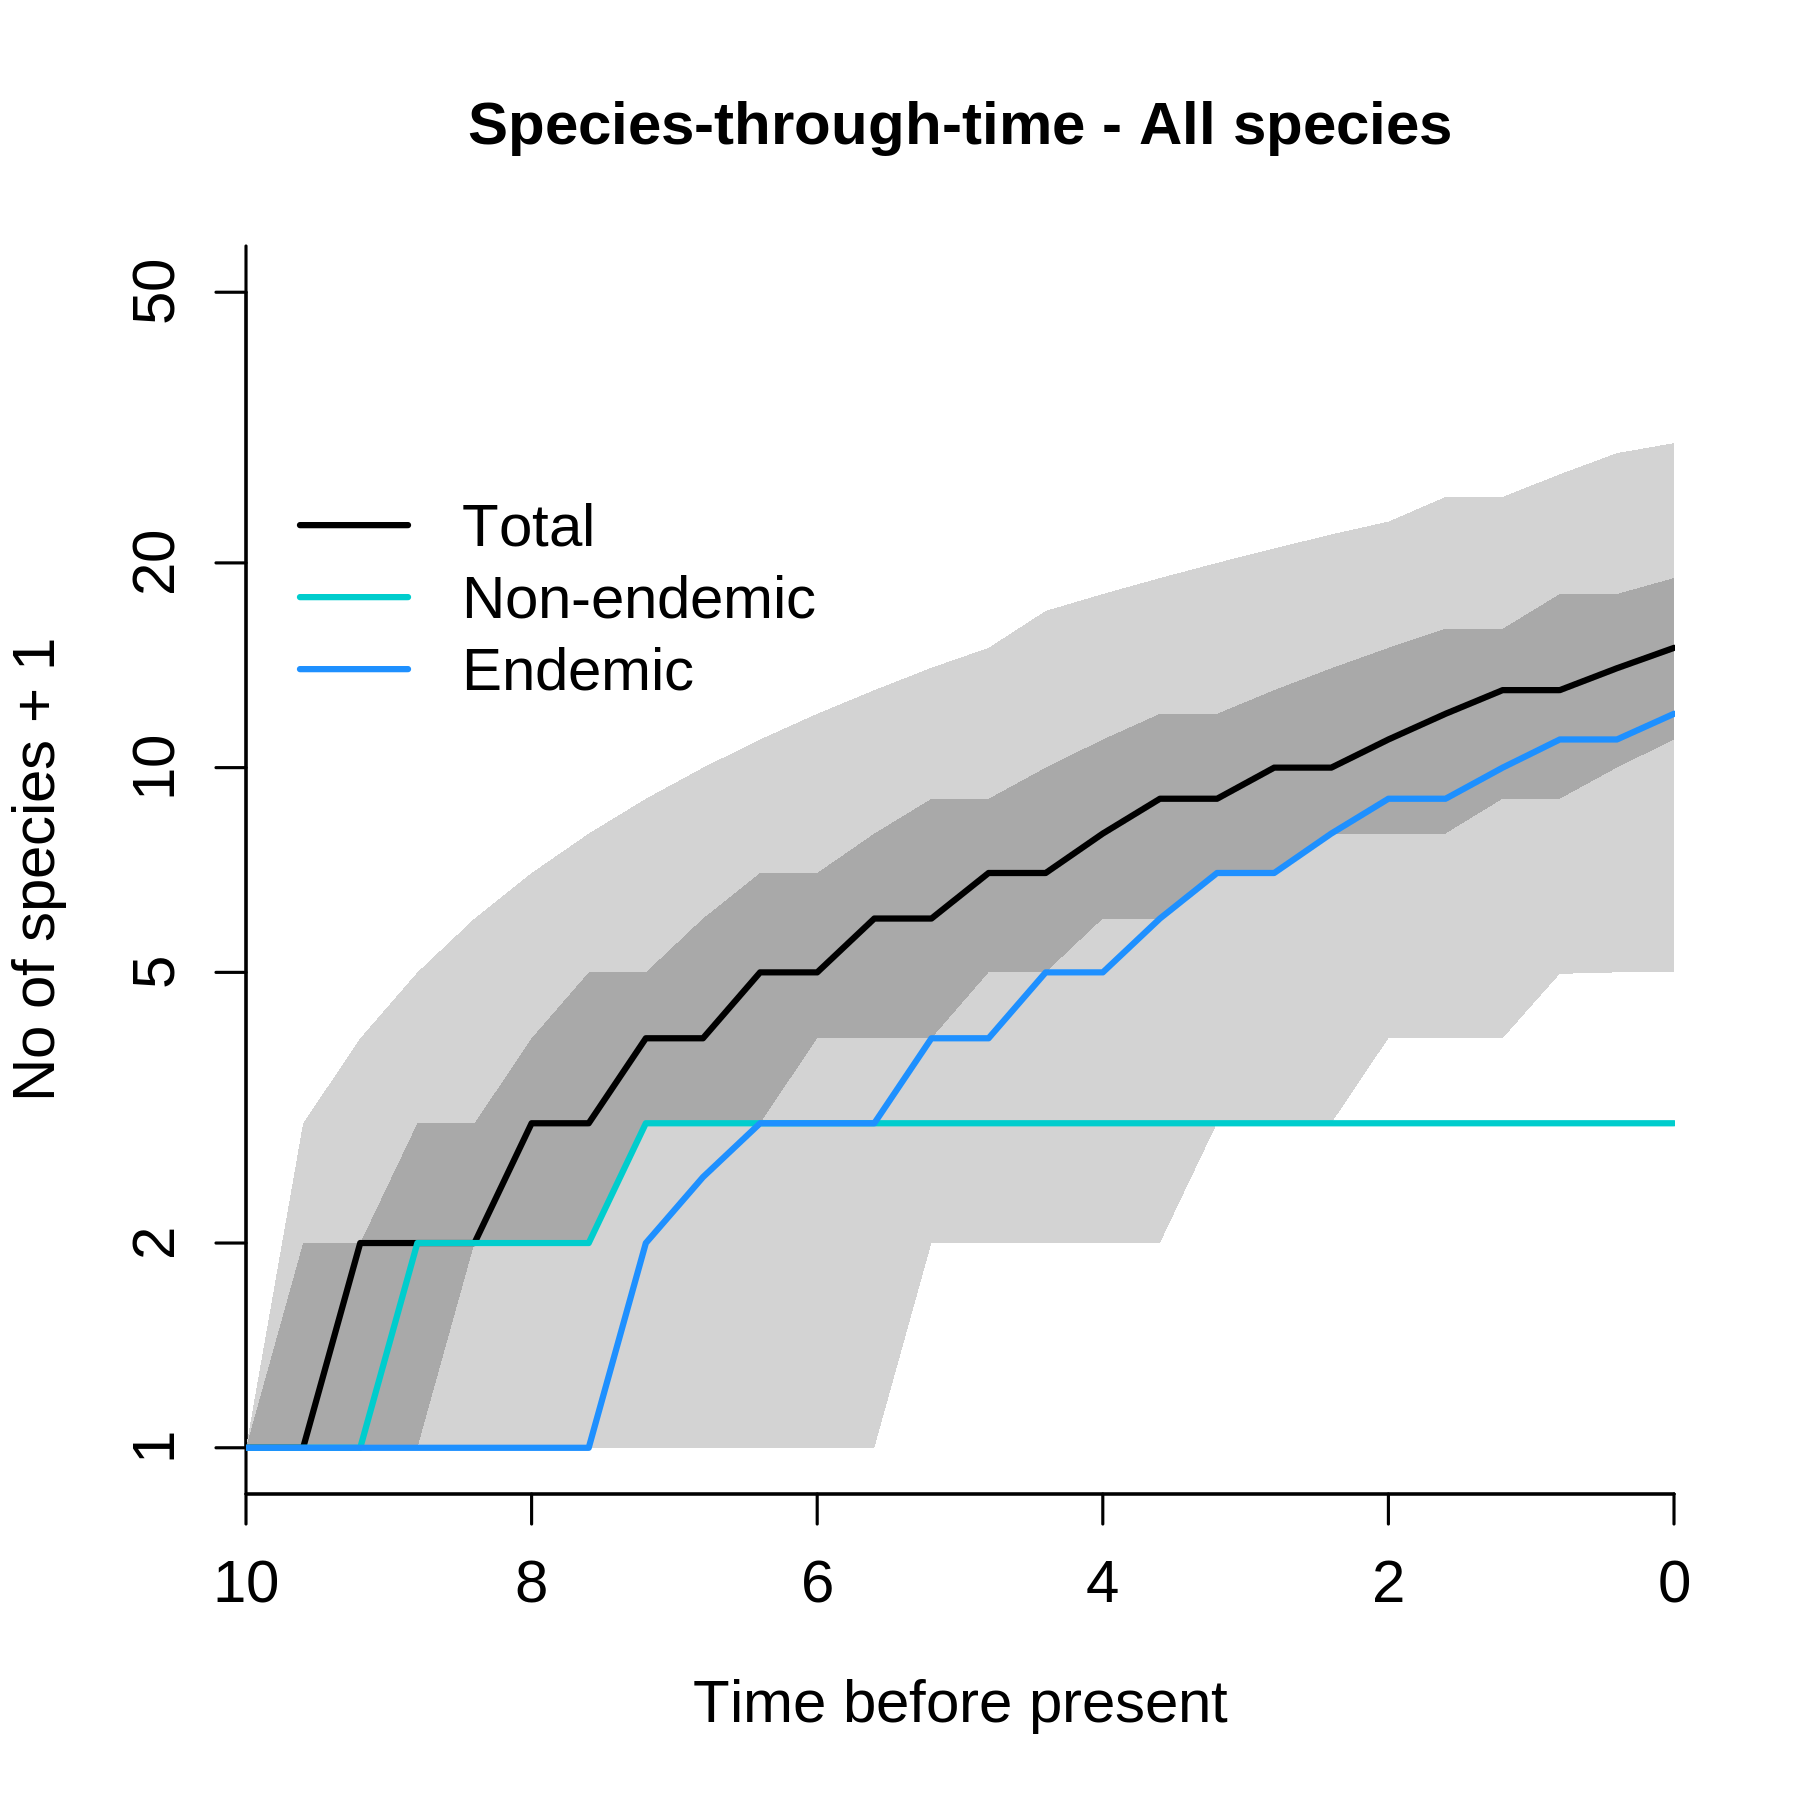 Species-through-time - All species
No of species + 1
50
20
10
5
2
1
Total
Non-endemic
Endemic
10 8 6 4 2 0
Time before present